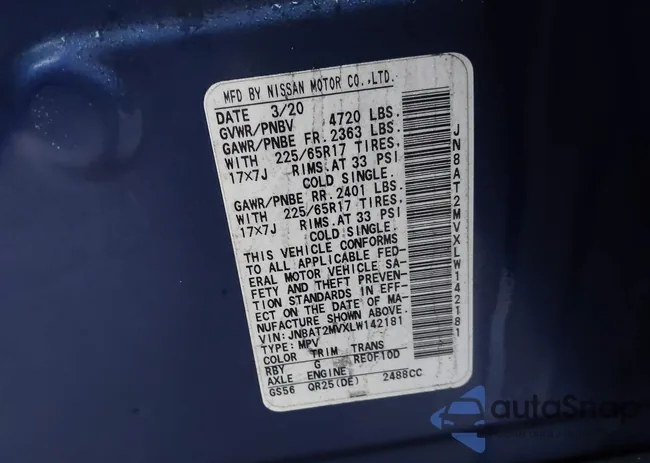 MFD BY NISSAN MOTOR CO.,LTD.
DATE 3/20
GVWR/PNBV 4720 LBS.
GAWR/PNBE FR. 2363 LBS.
WITH 225/65R17 TIRES,
17X7J RIMS,AT 33 PSI
COLD SINGLE.
GAWR/PNBE RR. 2401 LBS.
WITH 225/65R17 TIRES,
17X7J RIMS,AT 33 PSI
COLD SINGLE.
THIS VEHICLE CONFORMS
TO ALL APPLICABLE FED-
ERAL MOTOR VEHICLE SA-
FETY AND THEFT PREVEN-
TION STANDARDS IN EFF-
ECT ON THE DATE OF MA-
NUFACTURE SHOWN ABOVE.
VIN: JN8AT2MVXLW142181
TYPE: MPV
COLOR TRIM TRANS
RBY G RE0F10D
AXLE ENGINE
GS56 QR25(DE) 2488CC
JN8AT2MVXLW142181
autoSnap